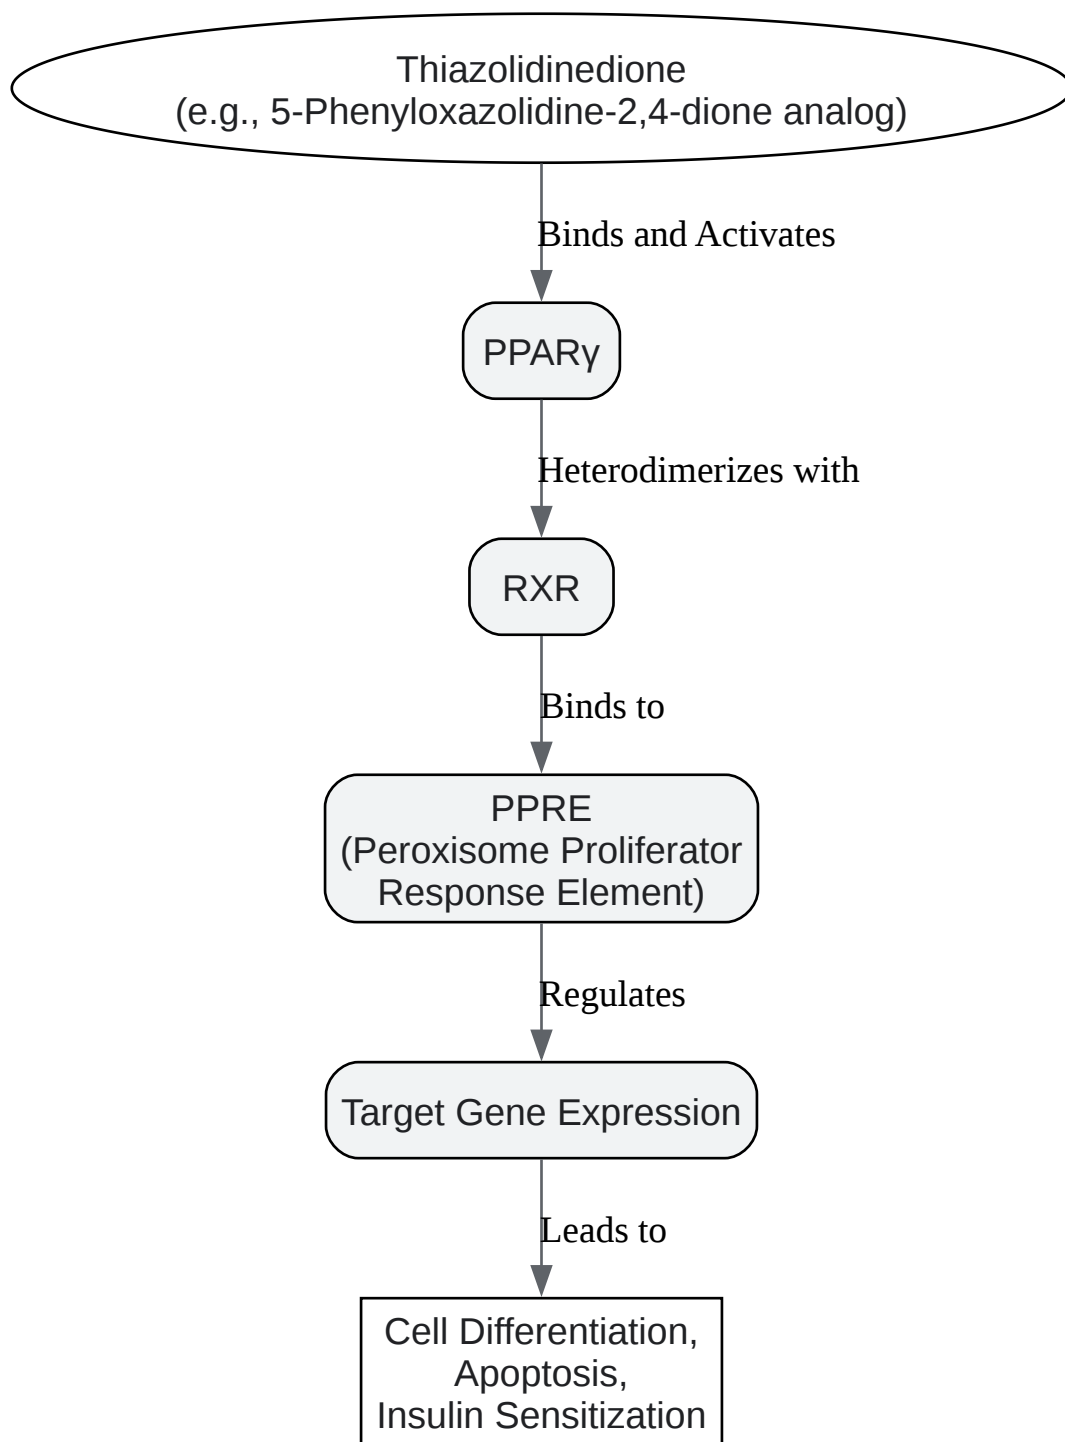 Thiazolidinedione
(e.g., 5-Phenyloxazolidine-2,4-dione analog)
Binds and Activates
PPARγ
Heterodimerizes with
RXR
Binds to
PPRE
(Peroxisome Proliferator
Response Element)
Regulates
Target Gene Expression
Leads to
Cell Differentiation,
Apoptosis,
Insulin Sensitization